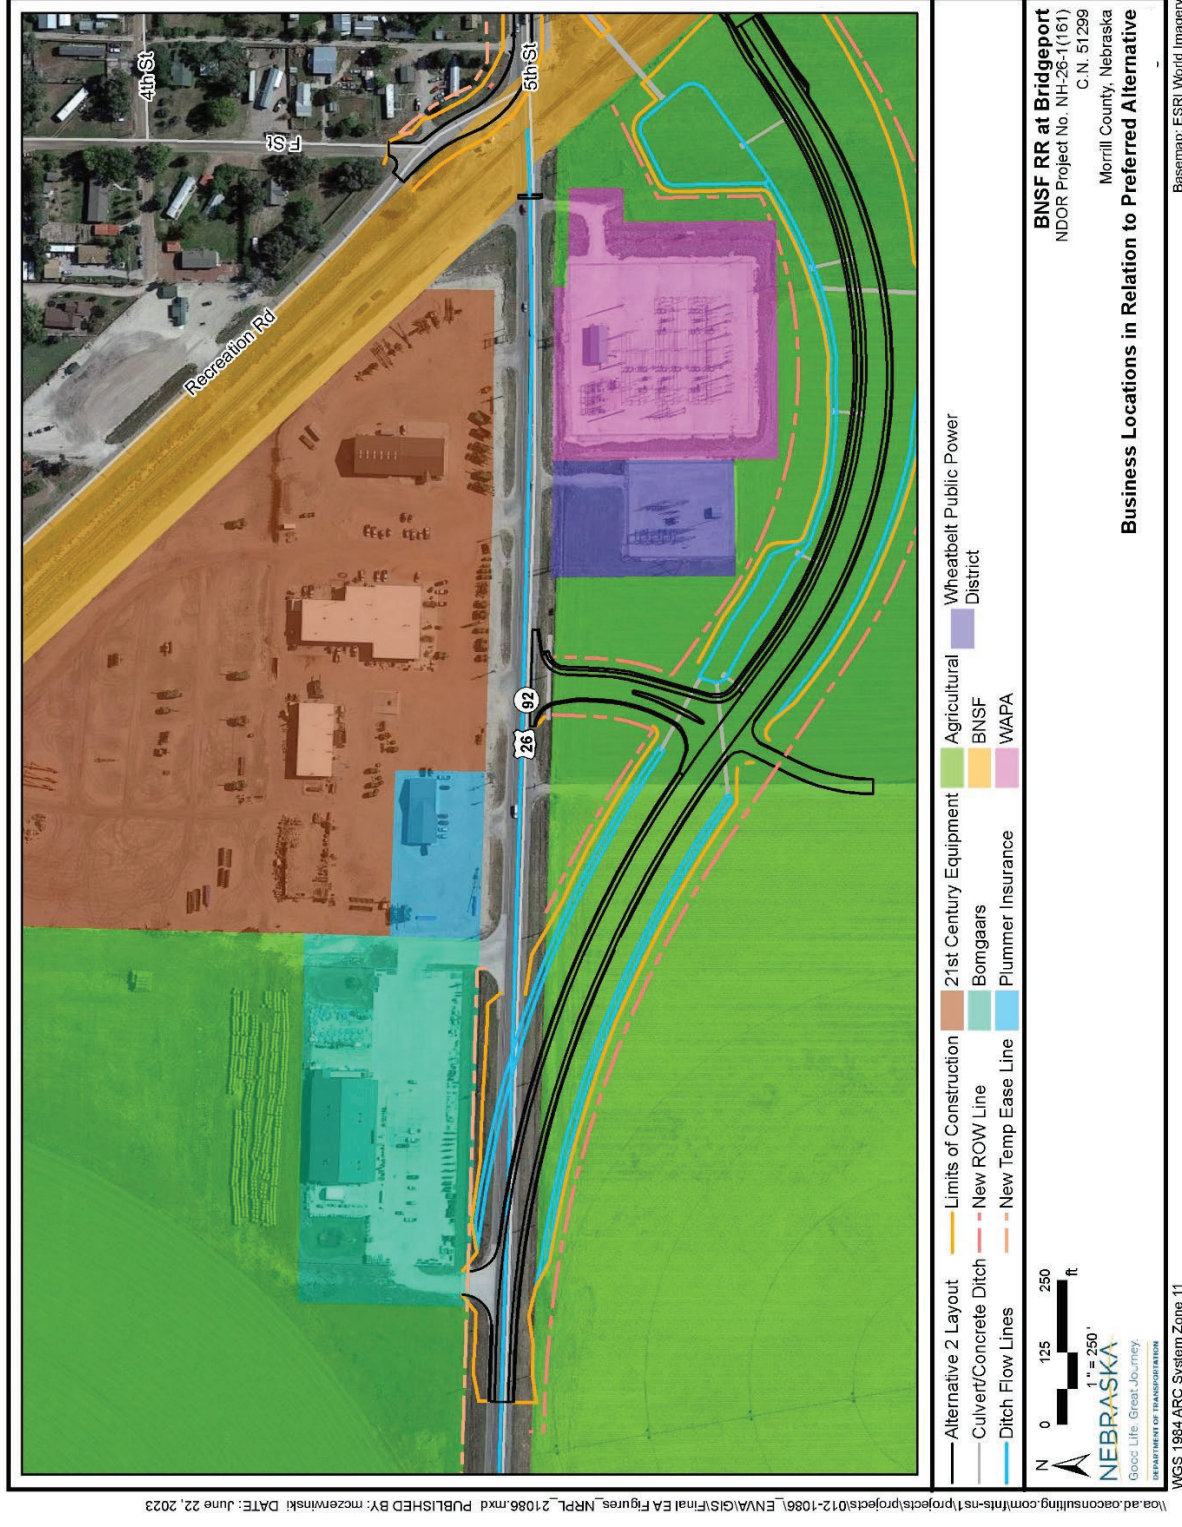 4th St
F St
5th St
Recreation Rd
26
92
Alternative 2 Layout
Culvert/Concrete Ditch
Ditch Flow Lines
Limits of Construction
New ROW Line
New Temp Ease Line
21st Century Equipment
Bomgaars
Plummer Insurance
Agricultural
BNSF
WAPA
Wheatbelt Public Power
District
N
0 125 250
ft
1 " = 250 '
NEBRASKA
Good Life. Great Journey.
DEPARTMENT OF TRANSPORTATION
BNSF RR at Bridgeport
NDOR Project No. NH-26-1(161)
C.N. 51299
Morrill County, Nebraska
Business Locations in Relation to Preferred Alternative
WGS 1984 ARC System Zone 11
Basemap: ESRI World Imagery
\\oa.ad.oaconsulting.com\fnts-ns1\projects\projects\012-1086\_ENVA\GIS\Final EA Figures_NRPL_21086.mxd PUBLISHED BY: mczerwinski DATE: June 22, 2023